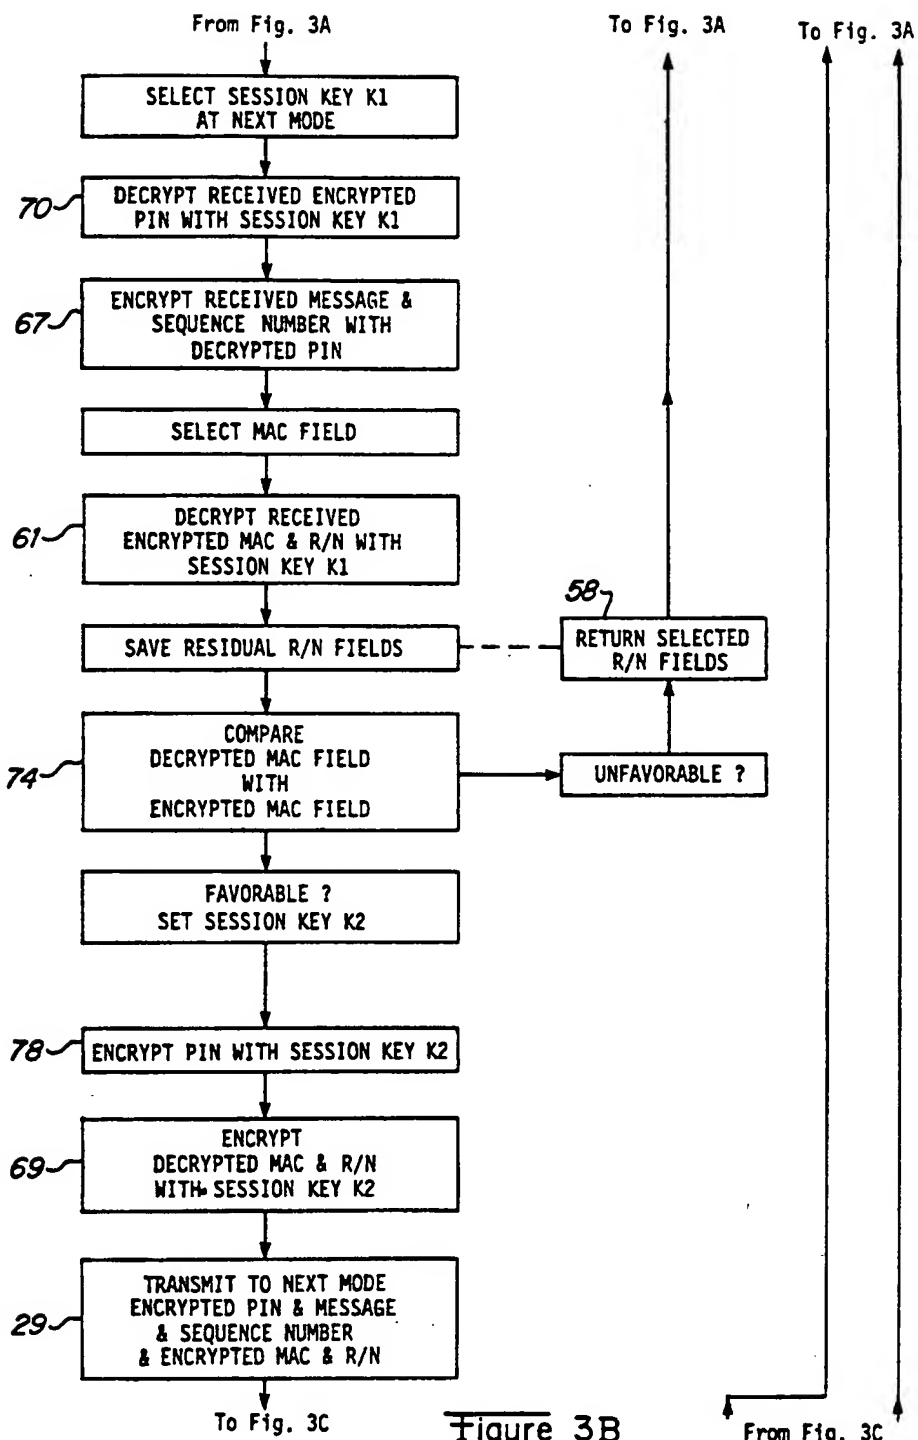 From Fig. 3A
To Fig. 3A
To Fig. 3A
SELECT SESSION KEY K1
AT NEXT MODE
70
DECRYPT RECEIVED ENCRYPTED
PIN WITH SESSION KEY K1
67
ENCRYPT RECEIVED MESSAGE &
SEQUENCE NUMBER WITH
DECRYPTED PIN
SELECT MAC FIELD
61
DECRYPT RECEIVED
ENCRYPTED MAC & R/N WITH
SESSION KEY K1
SAVE RESIDUAL R/N FIELDS
58
RETURN SELECTED
R/N FIELDS
74
COMPARE
DECRYPTED MAC FIELD
WITH
ENCRYPTED MAC FIELD
UNFAVORABLE ?
FAVORABLE ?
SET SESSION KEY K2
78
ENCRYPT PIN WITH SESSION KEY K2
69
ENCRYPT
DECRYPTED MAC & R/N
WITH SESSION KEY K2
29
TRANSMIT TO NEXT MODE
ENCRYPTED PIN & MESSAGE
& SEQUENCE NUMBER
& ENCRYPTED MAC & R/N
To Fig. 3C
Figure 3B
From Fig. 3C